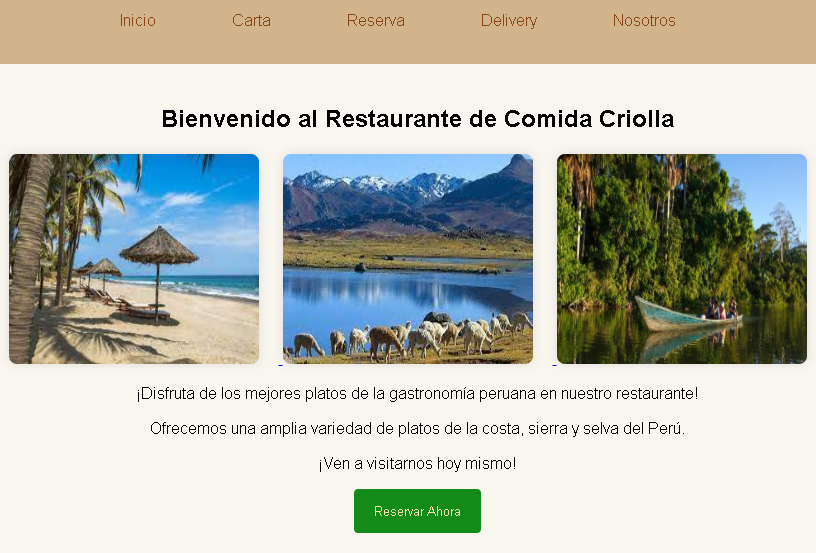 Inicio Carta Reserva Delivery Nosotros
Bienvenido al Restaurante de Comida Criolla
¡Disfruta de los mejores platos de la gastronomía peruana en nuestro restaurante!
Ofrecemos una amplia variedad de platos de la costa, sierra y selva del Perú.
¡Ven a visitarnos hoy mismo!
Reservar Ahora